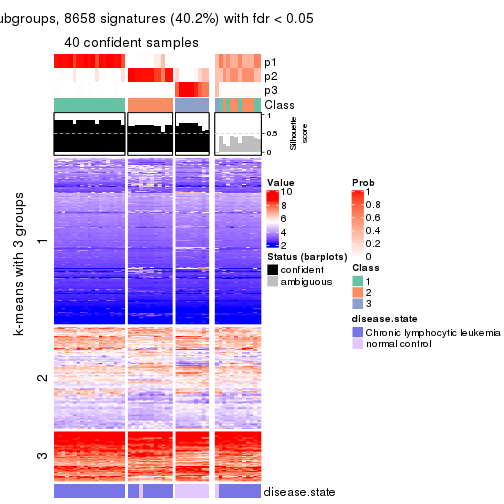 ubgroups, 8658 signatures (40.2%) with fdr < 0.05
40 confident samples
p1
p2
p3
Class
1
0.5
0
Silhouette
score
k-means with 3 groups
1
2
3
disease.state
Value
10
8
6
4
2
Status (barplots)
confident
ambiguous
Prob
1
0.8
0.6
0.4
0.2
0
Class
1
2
3
disease.state
Chronic lymphocytic leukemia
normal control